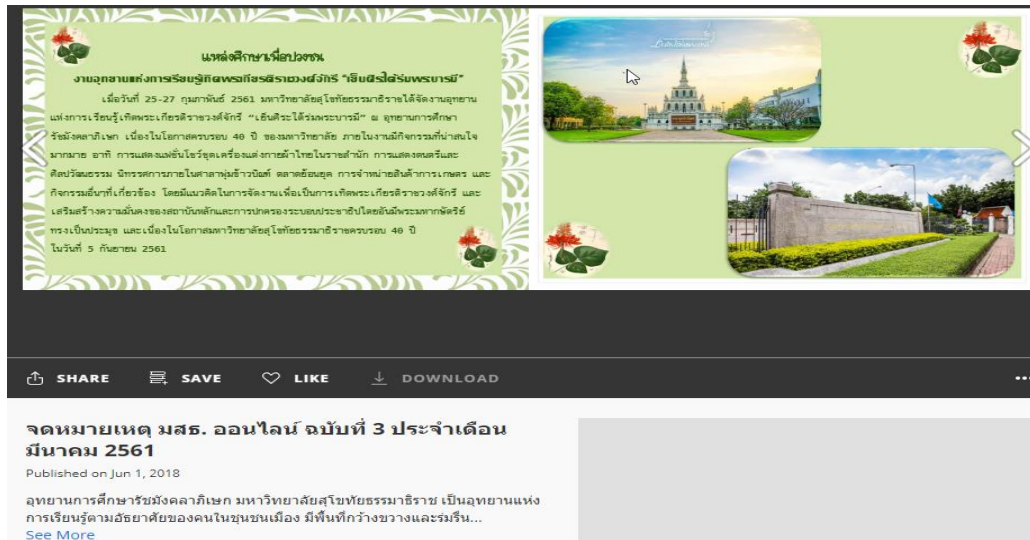 แหล่งศึกษาเพื่อปวงชน
งานอุทยานแห่งการเรียนรู้เทิดพระเกียรติราชวงศ์จักรี "เย็นศิระใต้ร่มพระบารมี"
เมื่อวันที่ 25-27 กุมภาพันธ์ 2561 มหาวิทยาลัยสุโขทัยธรรมาธิราชได้จัดงานอุทยาน
แห่งการเรียนรู้เทิดพระเกียรติราชวงศ์จักรี "เย็นศิระใต้ร่มพระบารมี" ณ อุทยานการศึกษา
รัชมังคลาภิเษก เนื่องในโอกาสครบรอบ 40 ปี ของมหาวิทยาลัย ภายในงานมีกิจกรรมที่น่าสนใจ
มากมาย อาทิ การแสดงแฟชั่นโชว์ชุดเครื่องแต่งกายผ้าไทยในราชสำนัก การแสดงดนตรีและ
ศิลปวัฒนธรรม นิทรรศการภายในศาลาพุ่มข้าวบิณฑ์ ตลาดย้อนยุค การจำหน่ายสินค้าการเกษตร และ
กิจกรรมอื่นๆที่เกี่ยวข้อง โดยมีแนวคิดในการจัดงานเพื่อเป็นการเทิดพระเกียรติราชวงศ์จักรี และ
เสริมสร้างความมั่นคงของสถาบันหลักและการปกครองระบอบประชาธิปไตยอันมีพระมหากษัตริย์
ทรงเป็นประมุข และเนื่องในโอกาสมหาวิทยาลัยสุโขทัยธรรมาธิราชครบรอบ 40 ปี
ในวันที่ 5 กันยายน 2561
SHARE SAVE LIKE DOWNLOAD
จดหมายเหตุ มสธ. ออนไลน์ ฉบับที่ 3 ประจำเดือน
มีนาคม 2561
Published on Jun 1, 2018
อุทยานการศึกษารัชมังคลาภิเษก มหาวิทยาลัยสุโขทัยธรรมาธิราช เป็นอุทยานแห่ง
การเรียนรู้ตามอัธยาศัยของคนในชุมชนเมือง มีพื้นที่กว้างขวางและร่มรื่น...
See More